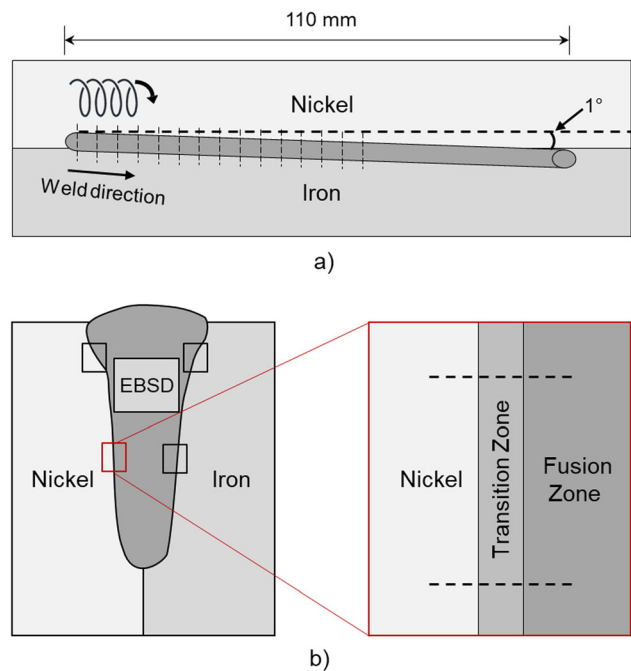 110 mm
Nickel
1°
Weld direction
Iron
a)
EBSD
Nickel
Iron
Nickel
Transition Zone
Fusion
Zone
b)